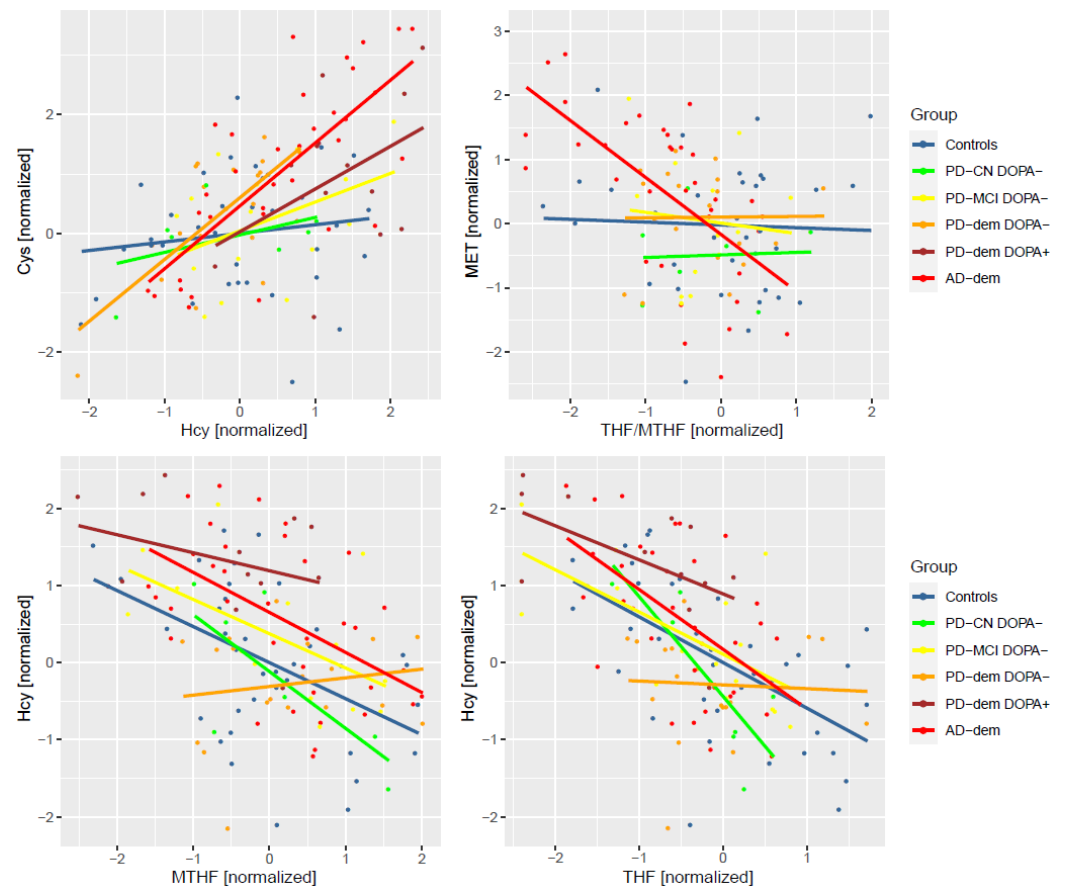 Cys [normalized]
2
0
−2
−2 −1 0 1 2
Hcy [normalized]
MET [normalized]
3
2
1
0
−1
−2
−2 −1 0 1 2
THF/MTHF [normalized]
Group
Controls
PD−CN DOPA−
PD−MCI DOPA−
PD−dem DOPA−
PD−dem DOPA+
AD−dem
Hcy [normalized]
2
1
0
−1
−2
−2 −1 0 1 2
MTHF [normalized]
Hcy [normalized]
2
1
0
−1
−2
−2 −1 0 1
THF [normalized]
Group
Controls
PD−CN DOPA−
PD−MCI DOPA−
PD−dem DOPA−
PD−dem DOPA+
AD−dem